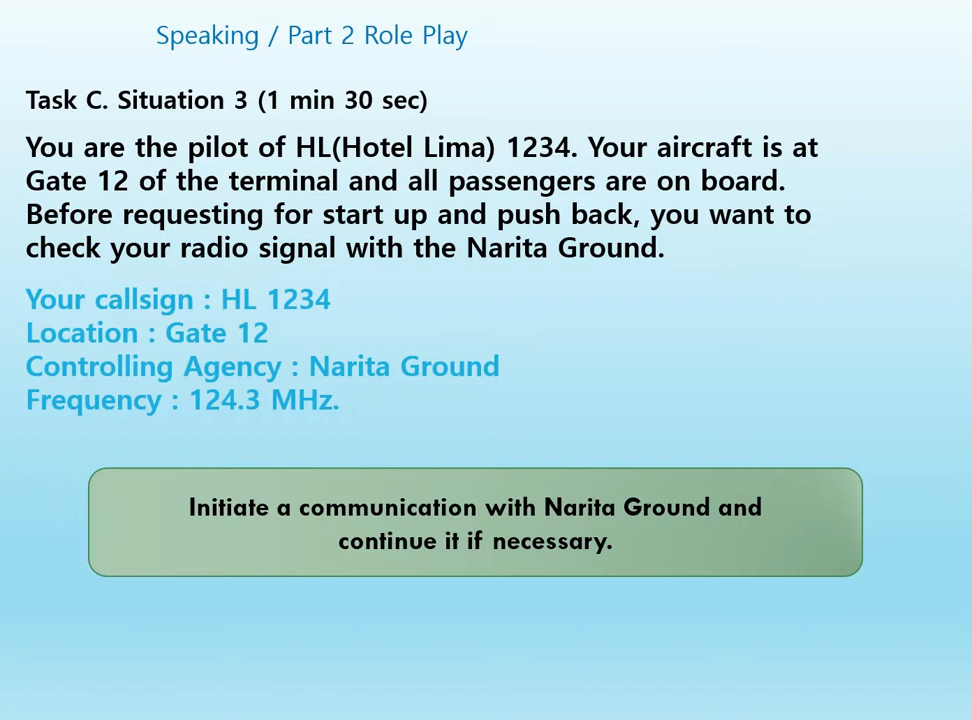 Speaking / Part 2 Role Play
Task C. Situation 3 (1 min 30 sec)
You are the pilot of HL(Hotel Lima) 1234. Your aircraft is at
Gate 12 of the terminal and all passengers are on board.
Before requesting for start up and push back, you want to
check your radio signal with the Narita Ground.
Your callsign : HL 1234
Location : Gate 12
Controlling Agency : Narita Ground
Frequency : 124.3 MHz.
Initiate a communication with Narita Ground and
continue it if necessary.